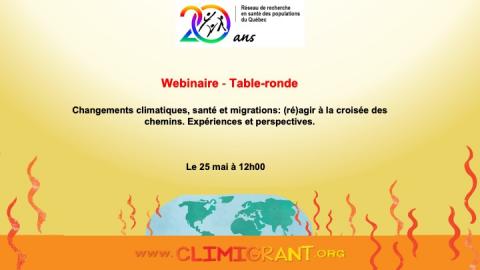 Réseau de recherche
en santé des populations
du Québec
20 ans
Webinaire - Table-ronde
Changements climatiques, santé et migrations: (ré)agir à la croisée des
chemins. Expériences et perspectives.
Le 25 mai à 12h00
www.CLIMIGRANT.ORG